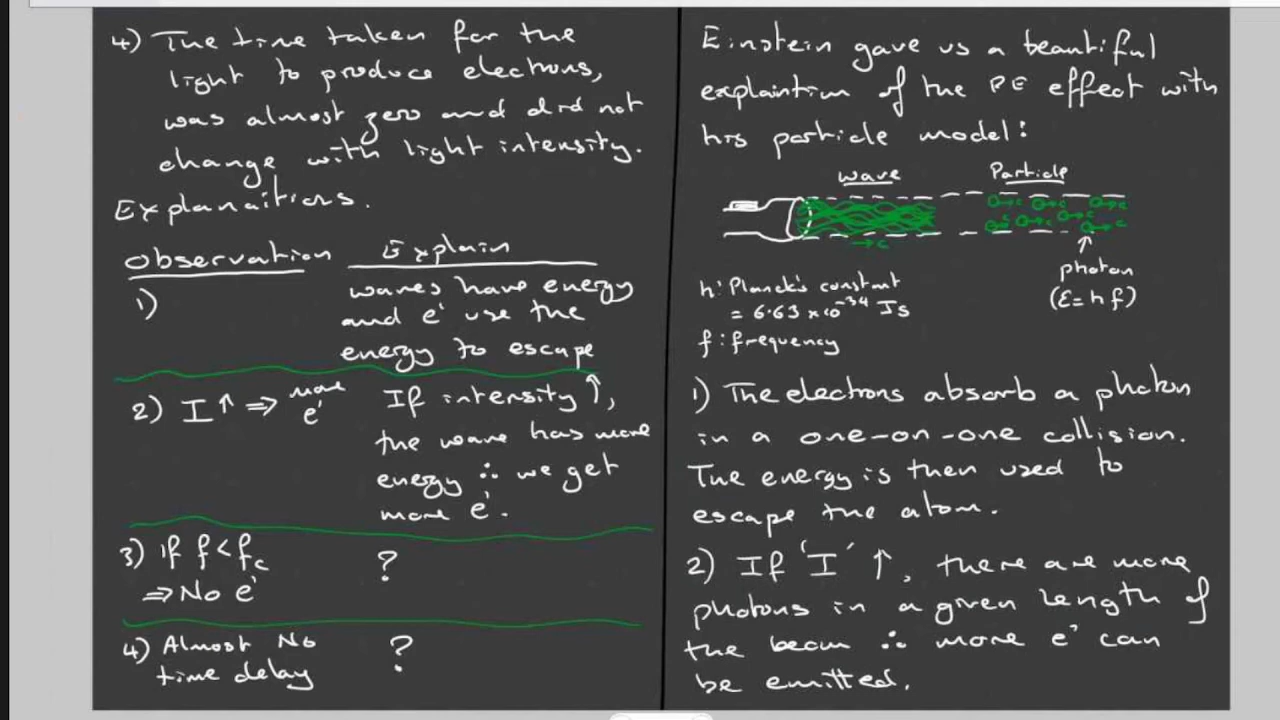 4) The time taken for the
light to produce electrons,
was almost zero and did not
change with light intensity.
Explanaitions.
Observation Explain
1) waves have energy
and e⁻ use the
energy to escape
2) I↑ ⇒ more e⁻
If intensity ↑,
the wave has more
energy ∴ we get
more e⁻.
3) if f < fc
⇒ No e⁻
?
4) Almost No
time delay
?
Einstein gave us a beautiful
explaintion of the PE effect with
his particle model:
wave Particle
c c c c c c c
→ c
photon
(E = hf)
h: Planck's constant
= 6.63 x 10⁻³⁴ Js
f: frequency
1) The electrons absorb a photon
in a one-on-one collision.
The energy is then used to
escape the atom.
2) If 'I' ↑, there are more
photons in a given length of
the beam ∴ more e⁻ can
be emitted.